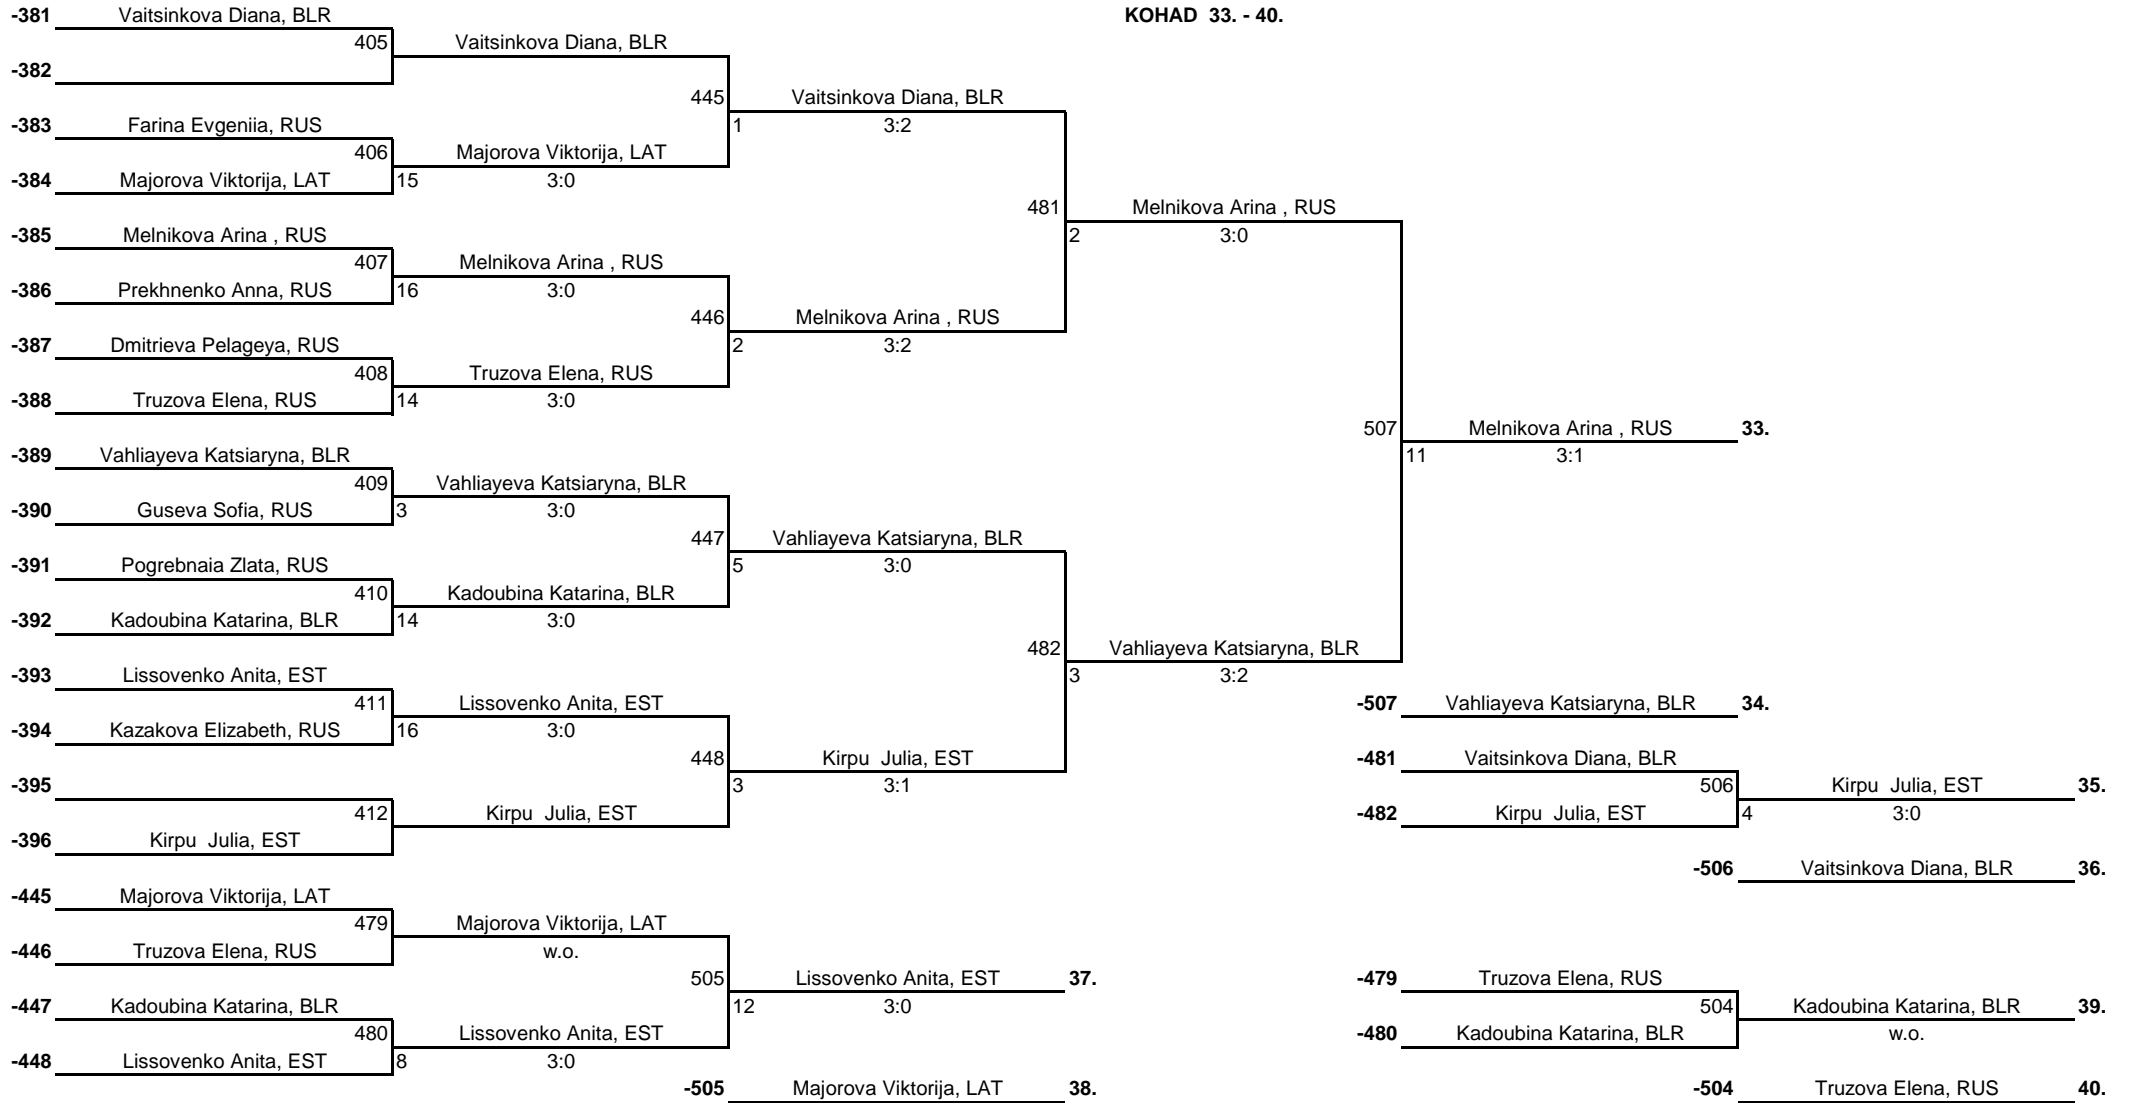 -381 Vaitsinkova Diana, BLR KOHAD 33. - 40.
405 Vaitsinkova Diana, BLR
-382
445 Vaitsinkova Diana, BLR
-383 Farina Evgeniia, RUS 1 3:2
406 Majorova Viktorija, LAT
-384 Majorova Viktorija, LAT 15 3:0
481 Melnikova Arina , RUS
-385 Melnikova Arina , RUS 2 3:0
407 Melnikova Arina , RUS
-386 Prekhnenko Anna, RUS 16 3:0
446 Melnikova Arina , RUS
-387 Dmitrieva Pelageya, RUS 2 3:2
408 Truzova Elena, RUS
-388 Truzova Elena, RUS 14 3:0
507 Melnikova Arina , RUS 33.
-389 Vahliayeva Katsiaryna, BLR 11 3:1
409 Vahliayeva Katsiaryna, BLR
-390 Guseva Sofia, RUS 3 3:0
447 Vahliayeva Katsiaryna, BLR
-391 Pogrebnaia Zlata, RUS 5 3:0
410 Kadoubina Katarina, BLR
-392 Kadoubina Katarina, BLR 14 3:0
482 Vahliayeva Katsiaryna, BLR
-393 Lissovenko Anita, EST 3 3:2
411 Lissovenko Anita, EST -507 Vahliayeva Katsiaryna, BLR 34.
-394 Kazakova Elizabeth, RUS 16 3:0
448 Kirpu Julia, EST -481 Vaitsinkova Diana, BLR
-395 3 3:1 506 Kirpu Julia, EST 35.
412 Kirpu Julia, EST -482 Kirpu Julia, EST 4 3:0
-396 Kirpu Julia, EST
-506 Vaitsinkova Diana, BLR 36.
-445 Majorova Viktorija, LAT
479 Majorova Viktorija, LAT
-446 Truzova Elena, RUS w.o.
505 Lissovenko Anita, EST 37. -479 Truzova Elena, RUS
-447 Kadoubina Katarina, BLR 12 3:0 504 Kadoubina Katarina, BLR 39.
480 Lissovenko Anita, EST -480 Kadoubina Katarina, BLR w.o.
-448 Lissovenko Anita, EST 8 3:0
-505 Majorova Viktorija, LAT 38. -504 Truzova Elena, RUS 40.